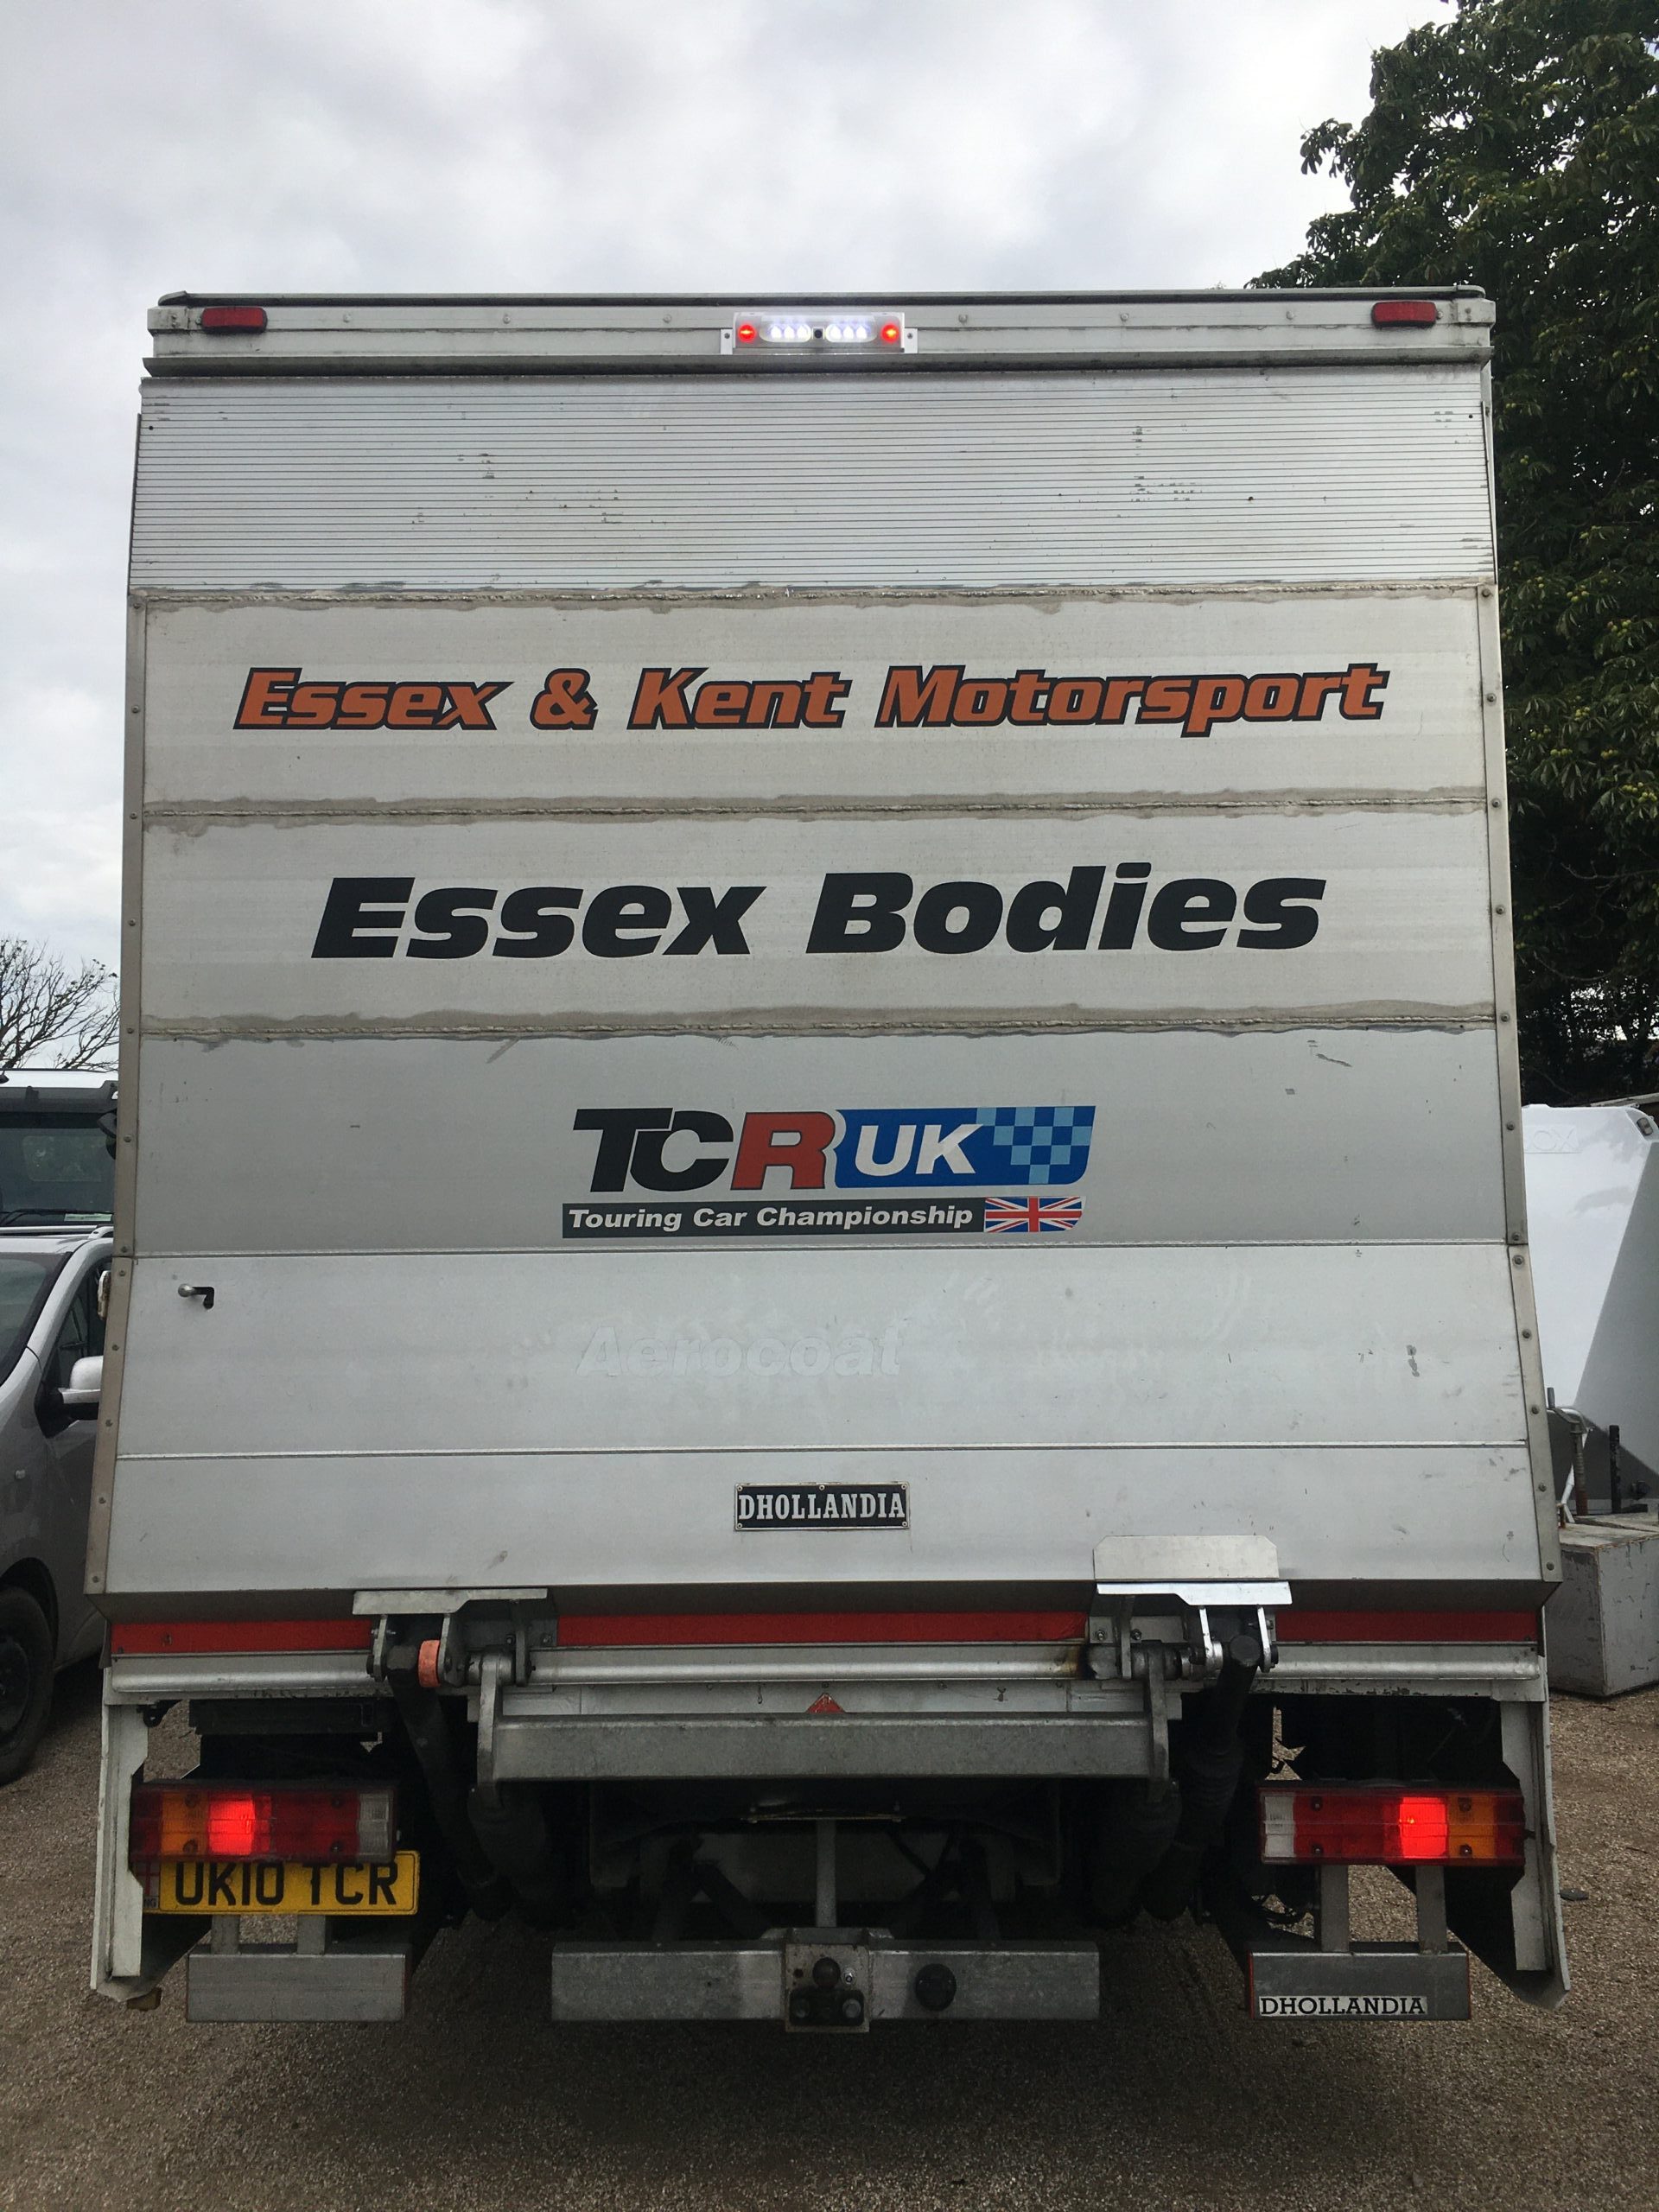 Essex & Kent Motorsport
Essex Bodies
TCR UK
Touring Car Championship
Aerocoat
DHOLLANDIA
UK10 TCR
DHOLLANDIA